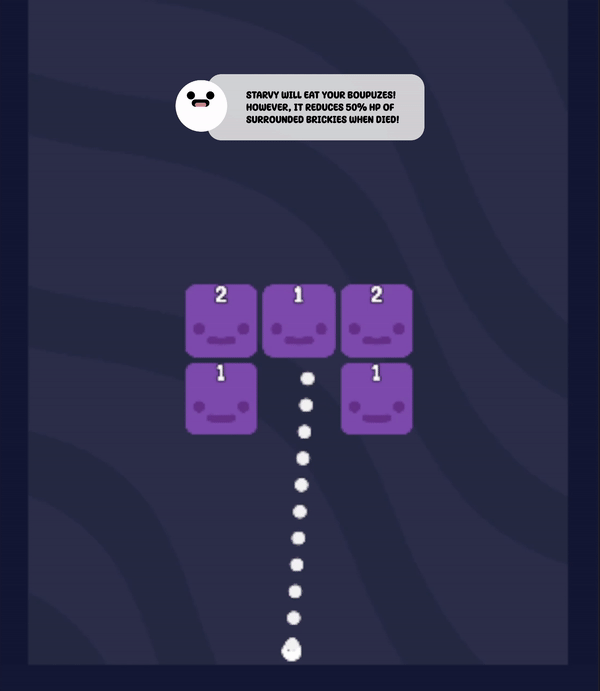 STARVY WILL EAT YOUR BOUPUZES!
HOWEVER, IT REDUCES 50% HP OF
SURROUNDED BRICKIES WHEN DIED!
2 1 2
1 1